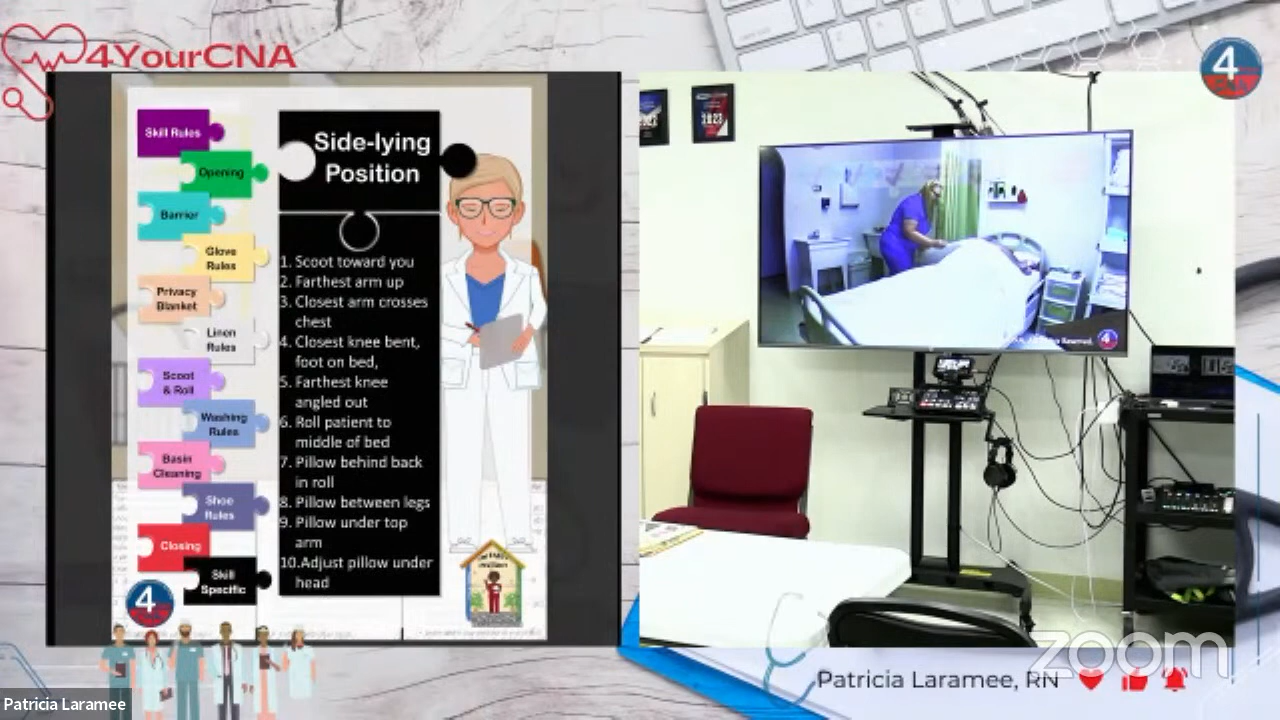 4YourCNA
4
Skill Rules
Opening
Barrier
Glove
Rules
Privacy
Blanket
Linen
Rules
Scoot
& Roll
Washing
Rules
Basin
Cleaning
Shoe
Rules
Closing
Skill
Specific
4
Side-lying
Position
1. Scoot toward you
2. Farthest arm up
3. Closest arm crosses
chest
4. Closest knee bent,
foot on bed,
5. Farthest knee
angled out
6. Roll patient to
middle of bed
7. Pillow behind back
in roll
8. Pillow between legs
9. Pillow under top
arm
10.Adjust pillow under
head
2023
Reserved.
zoom
Patricia Laramee, RN
Patricia Laramee